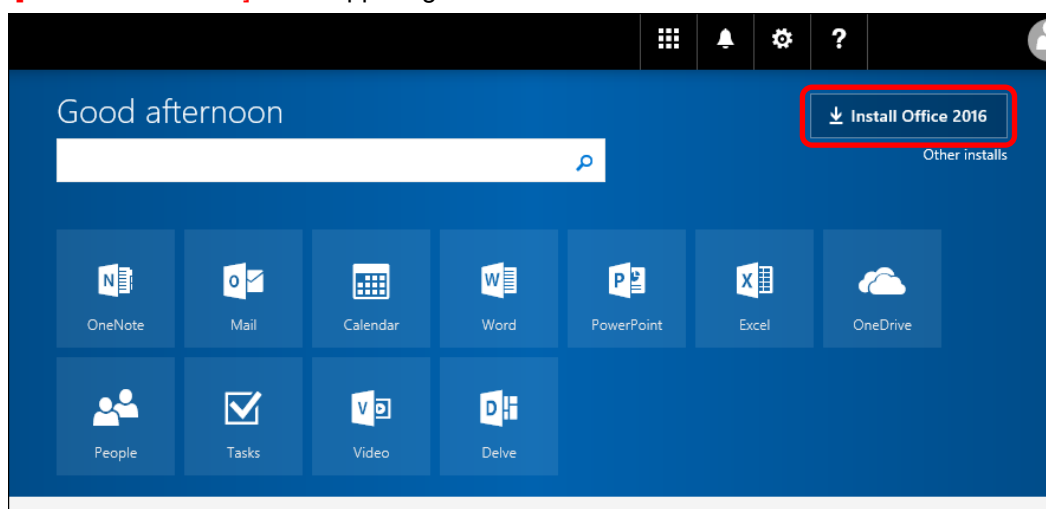 ?
Good afternoon
Install Office 2016
Other installs
N
OneNote
O
Mail
Calendar
W
Word
P
PowerPoint
X
Excel
OneDrive
People
Tasks
V
Video
D
Delve